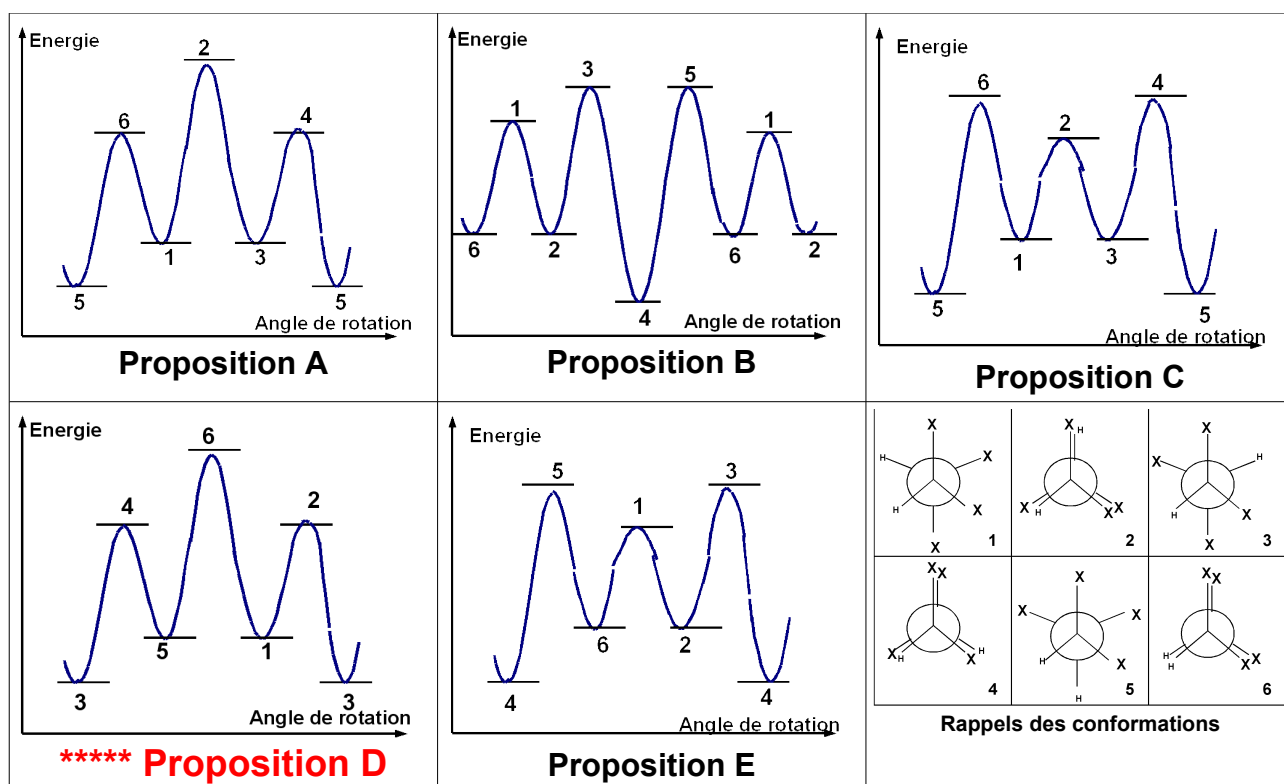 Energie
2
6
4
1
3
5
5
Angle de rotation
Proposition A
Energie
3
5
1
1
6
2
6
2
4
Angle de rotation
Proposition B
Energie
6
4
2
1
3
5
5
Angle de rotation
Proposition C
Energie
6
4
2
5
1
3
3
Angle de rotation
***** Proposition D
Energie
5
3
1
6
2
4
4
Angle de rotation
Proposition E
X
H
X
H
X
X
1
X
H
X
H
X
X
2
X
X
H
H
X
X
3
X
X
X
H
X
H
4
X
X
X
H
X
H
5
X
X
H
H
X
X
6
Rappels des conformations